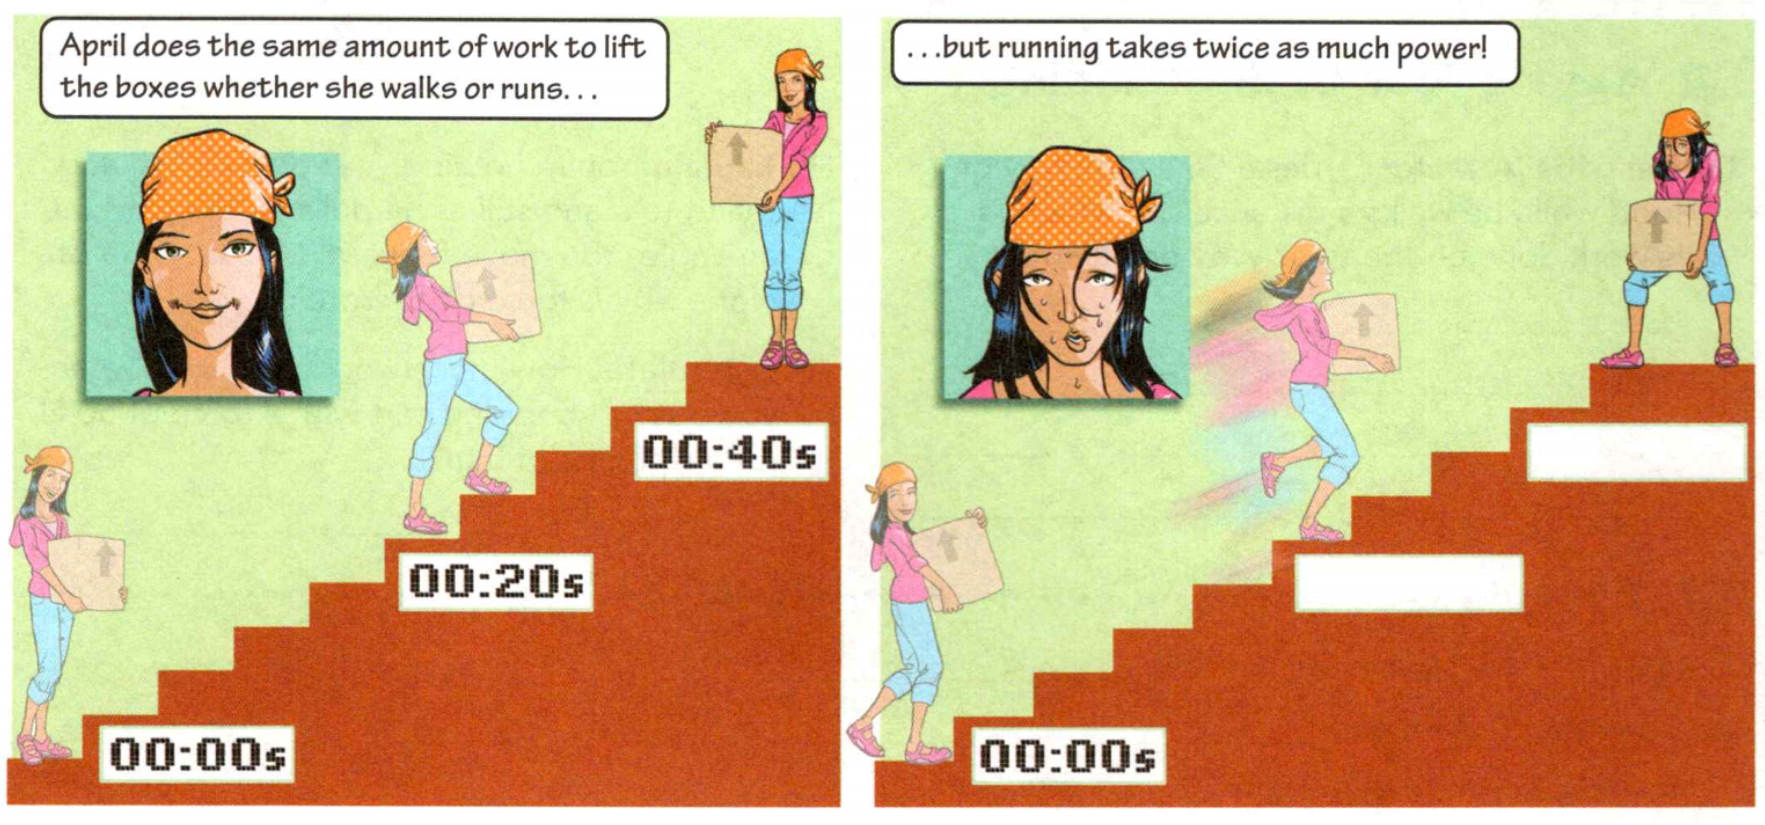 April does the same amount of work to lift
the boxes whether she walks or runs...
00:40s
00:20s
00:00s
...but running takes twice as much power!
00:00s